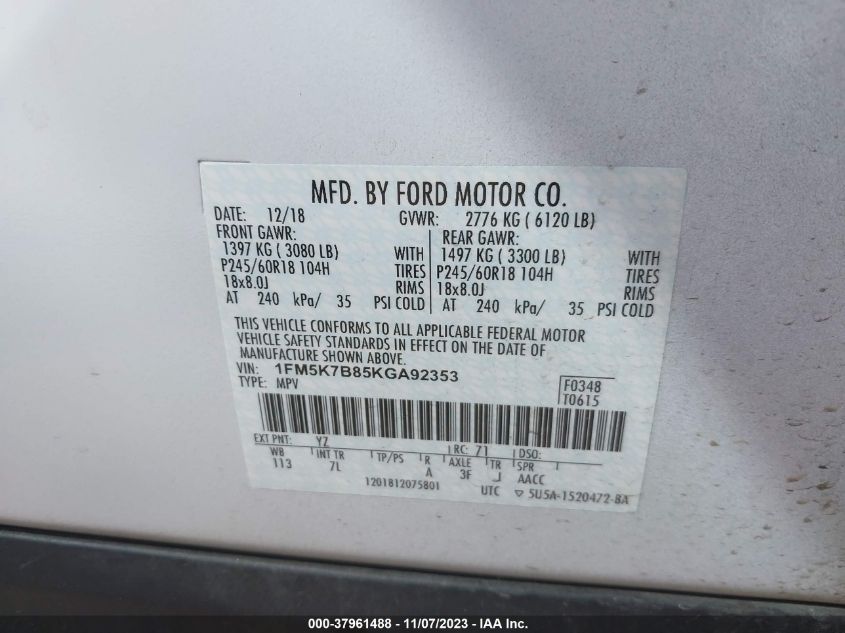 MFD. BY FORD MOTOR CO.
DATE: 12/18 GVWR: 2776 KG ( 6120 LB)
FRONT GAWR: REAR GAWR:
1397 KG ( 3080 LB) WITH 1497 KG ( 3300 LB) WITH
P245/60R18 104H TIRES P245/60R18 104H TIRES
18x8.0J RIMS 18x8.0J RIMS
AT 240 kPa/ 35 PSI COLD AT 240 kPa/ 35 PSI COLD
THIS VEHICLE CONFORMS TO ALL APPLICABLE FEDERAL MOTOR
VEHICLE SAFETY STANDARDS IN EFFECT ON THE DATE OF
MANUFACTURE SHOWN ABOVE.
VIN: 1FM5K7B85KGA92353
TYPE: MPV F0348
T0615
EXT PNT: YZ RC: 71 DSO:
WB INT TR TP/PS R AXLE TR SPR
113 7L A 3F J AACC
1201812075801 UTC ▽ 5U5A-1520472-BA
000-37961488 - 11/07/2023 - IAA Inc.